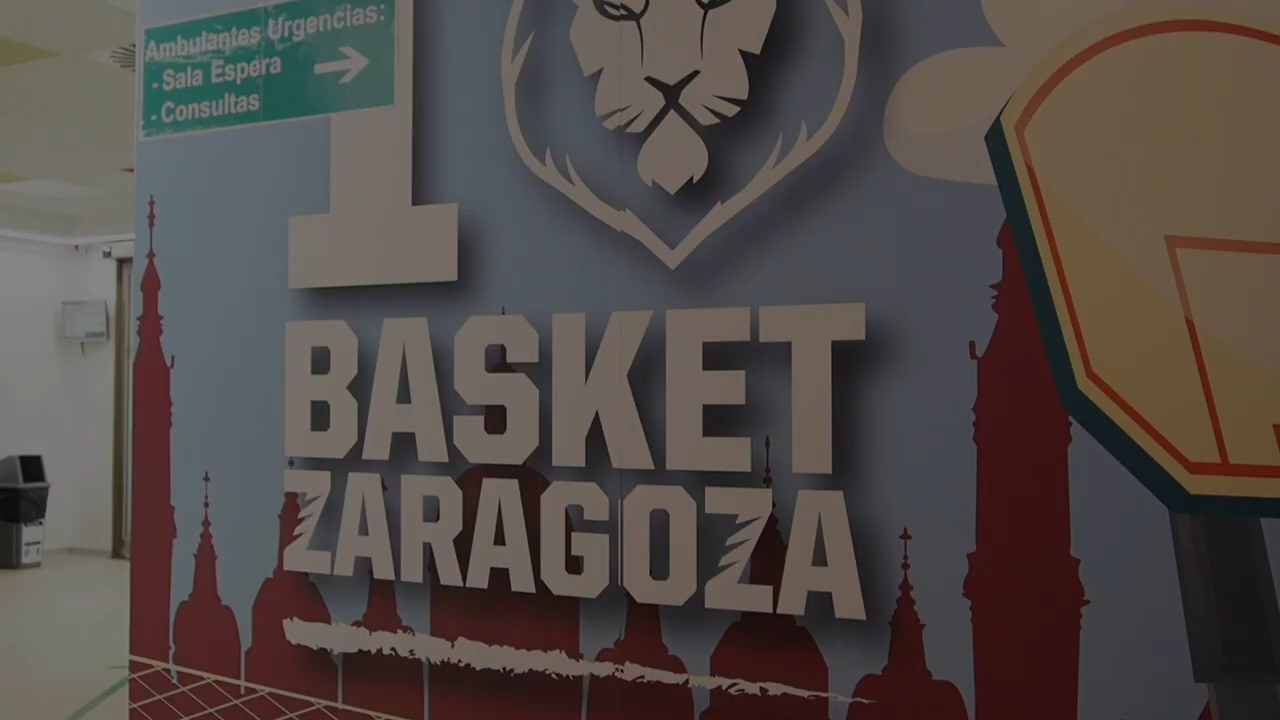 Ambulantes Urgencias:
- Sala Espera
- Consultas
I
BASKET
ZARAGOZA